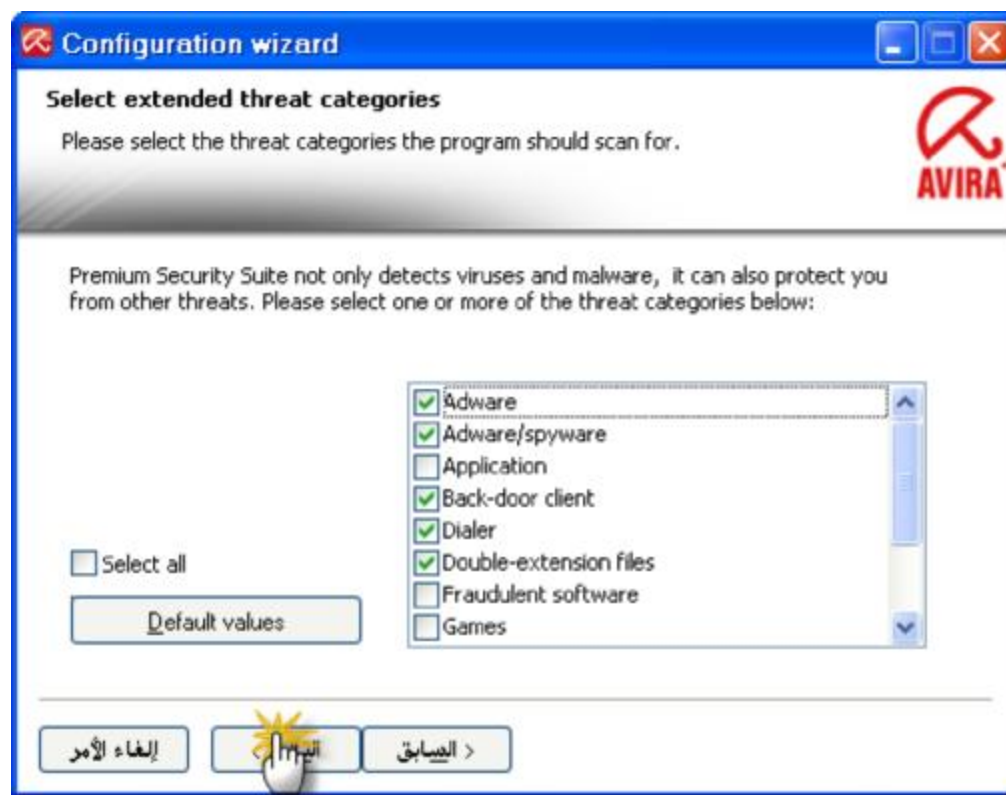 Configuration wizard
Select extended threat categories
Please select the threat categories the program should scan for.
AVIRA
Premium Security Suite not only detects viruses and malware, it can also protect you
from other threats. Please select one or more of the threat categories below:
Adware
Adware/spyware
Application
Back-door client
Dialer
Double-extension files
Fraudulent software
Games
Select all
Default values
إلغاء الأمر
< السابق